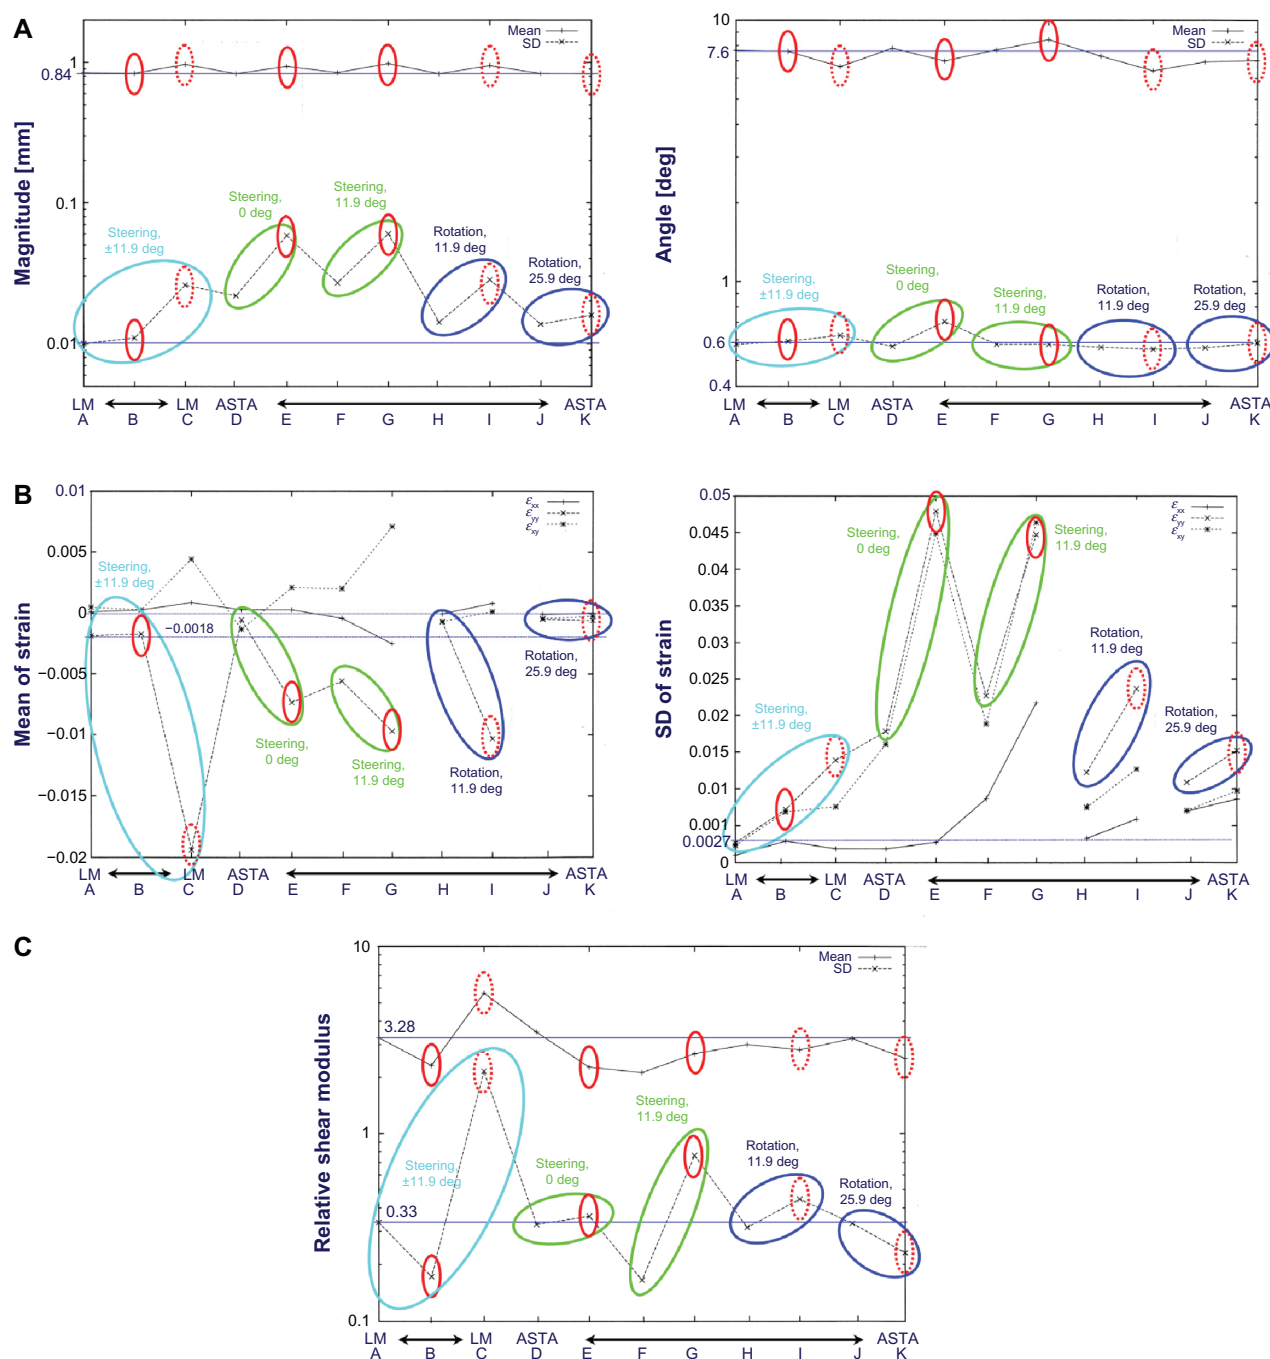 A
Magnitude [mm]
1
0.84
0.1
0.01
Mean
SD
Steering,
±11.9 deg
Steering,
0 deg
Steering,
11.9 deg
Rotation,
11.9 deg
Rotation,
25.9 deg
LM LM ASTA ASTA
A B C D E F G H I J K
Angle [deg]
10
7.6
1
0.6
0.4
Mean
SD
Steering,
±11.9 deg
Steering,
0 deg
Steering,
11.9 deg
Rotation,
11.9 deg
Rotation,
25.9 deg
LM LM ASTA ASTA
A B C D E F G H I J K
B
Mean of strain
0.01
0.005
0
−0.005
−0.01
−0.015
−0.02
εxx
εyy
εxy
Steering,
±11.9 deg
−0.0018
Steering,
0 deg
Steering,
11.9 deg
Rotation,
11.9 deg
Rotation,
25.9 deg
LM LM ASTA ASTA
A B C D E F G H I J K
SD of strain
0.05
0.045
0.04
0.035
0.03
0.025
0.02
0.015
0.01
0.001
0.0027
0
εxx
εyy
εxy
Steering,
0 deg
Steering,
11.9 deg
Steering,
±11.9 deg
Rotation,
11.9 deg
Rotation,
25.9 deg
LM LM ASTA ASTA
A B C D E F G H I J K
C
Relative shear modulus
10
1
0.1
Mean
SD
3.28
0.33
Steering,
±11.9 deg
Steering,
0 deg
Steering,
11.9 deg
Rotation,
11.9 deg
Rotation,
25.9 deg
LM LM ASTA ASTA
A B C D E F G H I J K